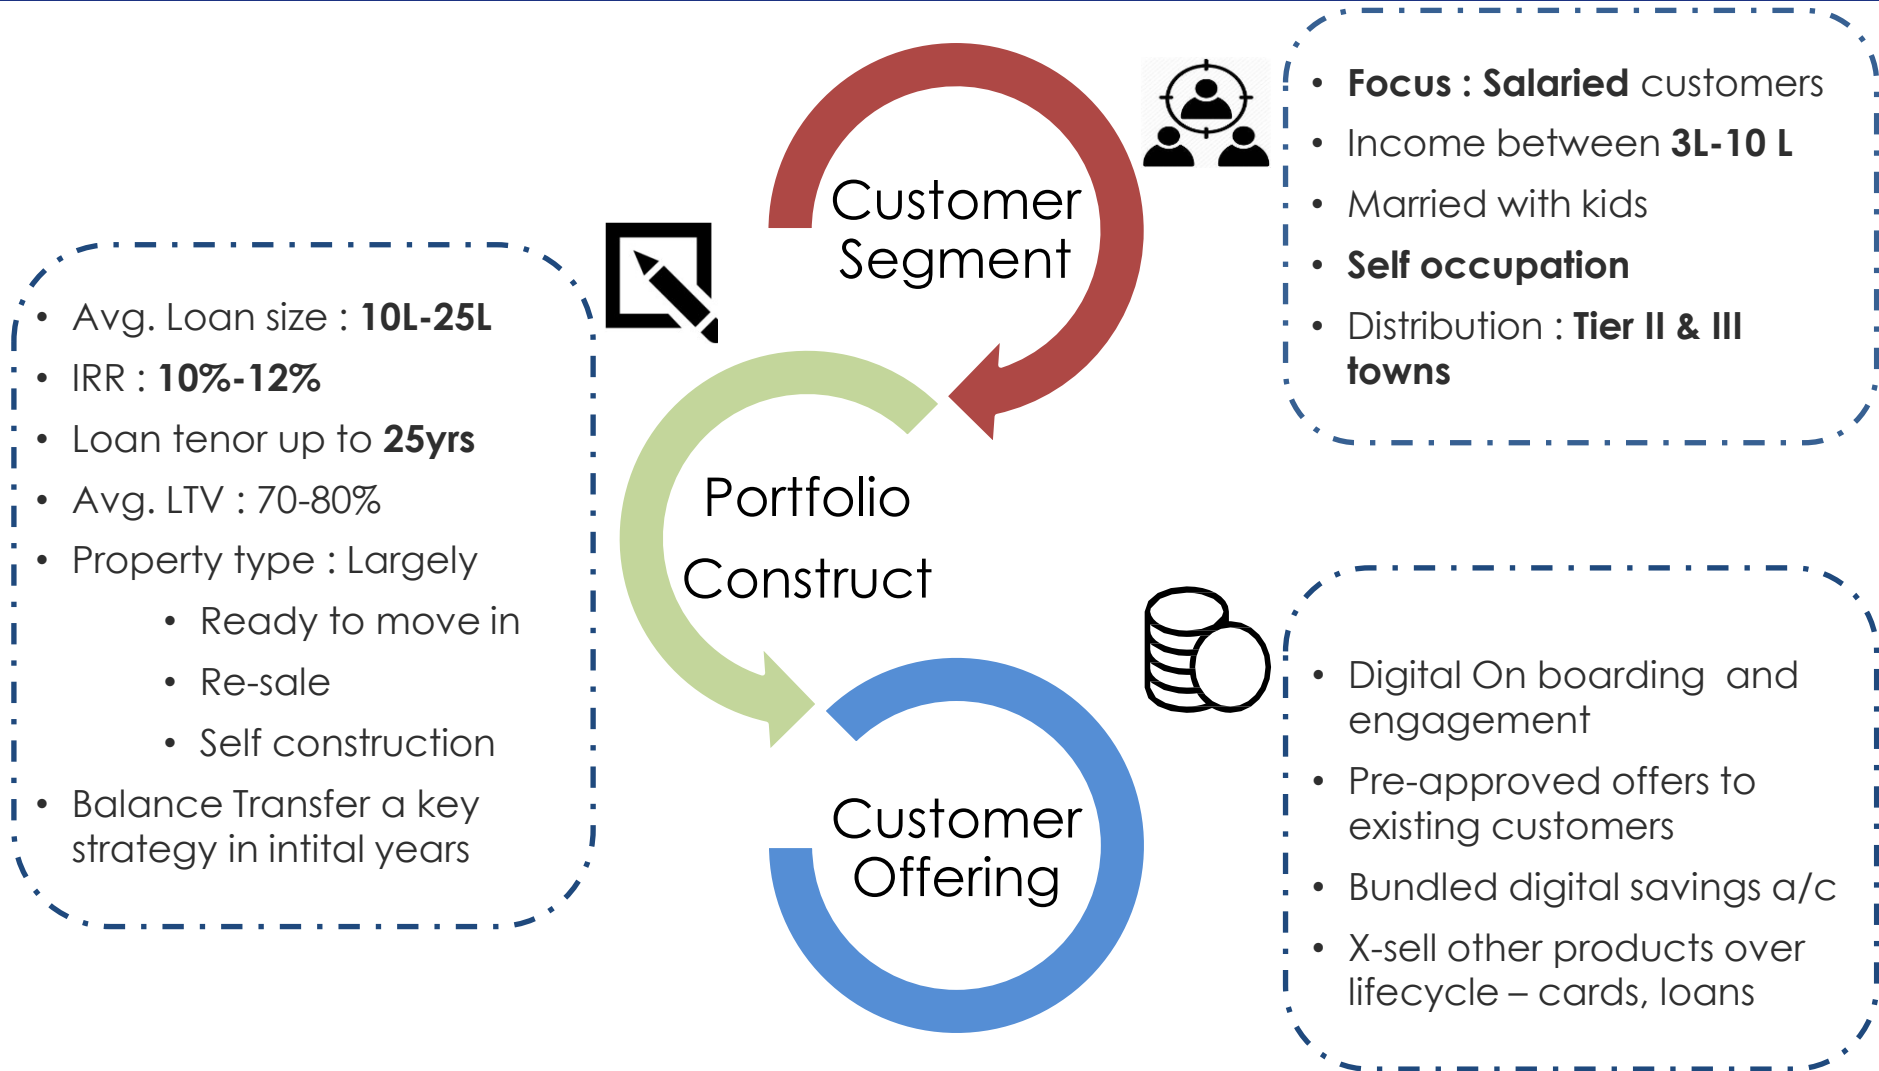 Customer
Segment
• Focus : Salaried customers
• Income between 3L-10 L
• Married with kids
• Self occupation
• Distribution : Tier II & III
towns
Portfolio
Construct
• Avg. Loan size : 10L-25L
• IRR : 10%-12%
• Loan tenor up to 25yrs
• Avg. LTV : 70-80%
• Property type : Largely
• Ready to move in
• Re-sale
• Self construction
• Balance Transfer a key
strategy in intital years
Customer
Offering
• Digital On boarding  and
engagement
• Pre-approved offers to
existing customers
• Bundled digital savings a/c
• X-sell other products over
lifecycle – cards, loans